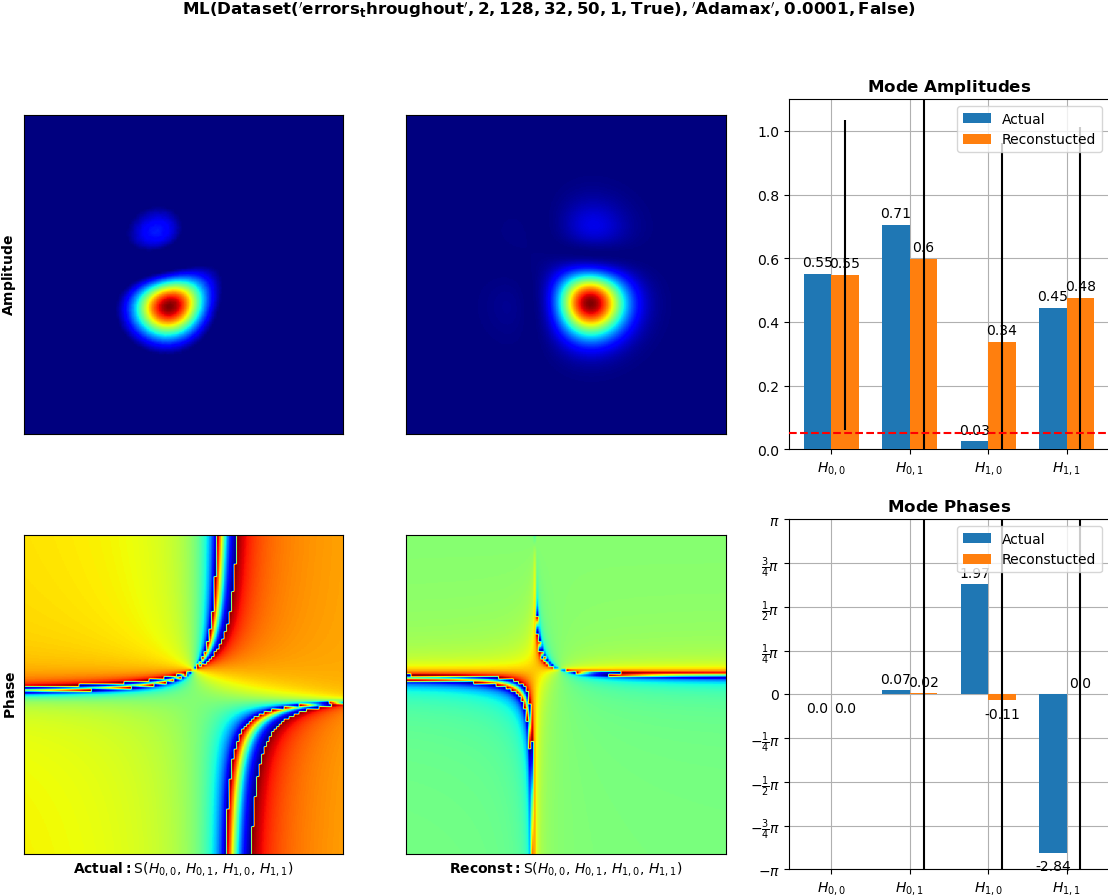 ML(Dataset('errors_throughout', 2, 128, 32, 50, 1, True), 'Adamax', 0.0001, False)
Amplitude
Mode Amplitudes
Actual
Reconstucted
1.0
0.8
0.6
0.4
0.2
0.0
0.55
0.55
0.71
0.6
0.03
0.34
0.45
0.48
H0,0
H0,1
H1,0
H1,1
Phase
Actual: S(H0,0, H0,1, H1,0, H1,1)
Reconst: S(H0,0, H0,1, H1,0, H1,1)
Mode Phases
Actual
Reconstucted
π
3/4π
1/2π
1/4π
0
−1/4π
−1/2π
−3/4π
−π
0.0
0.0
0.07
0.02
1.97
-0.11
-2.84
0.0
H0,0
H0,1
H1,0
H1,1